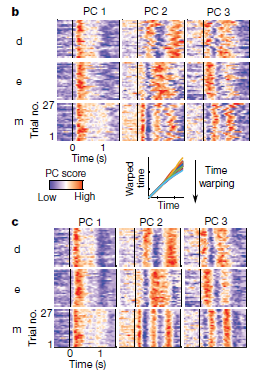 b
PC 1 PC 2 PC 3
d
e
m
27
Trial no.
1
0 1
Time (s)
PC score
Low High
Warped time
Time
Time warping
c
PC 1 PC 2 PC 3
d
e
m
27
Trial no.
1
0 1
Time (s)